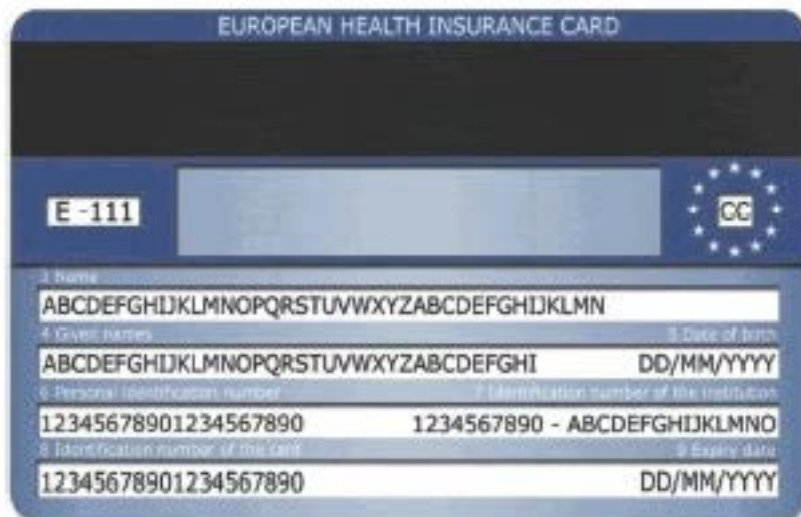 EUROPEAN HEALTH INSURANCE CARD
E -111
CC
3 Name
ABCDEFGHIJKLMNOPQRSTUVWXYZABCDEFGHIJKLMN
4 Given names 5 Date of birth
ABCDEFGHIJKLMNOPQRSTUVWXYZABCDEFGHI DD/MM/YYYY
6 Personal identification number 7 Identification number of the institution
12345678901234567890 1234567890 - ABCDEFGHIJKLMNO
8 Identification number of the card 9 Expiry date
12345678901234567890 DD/MM/YYYY